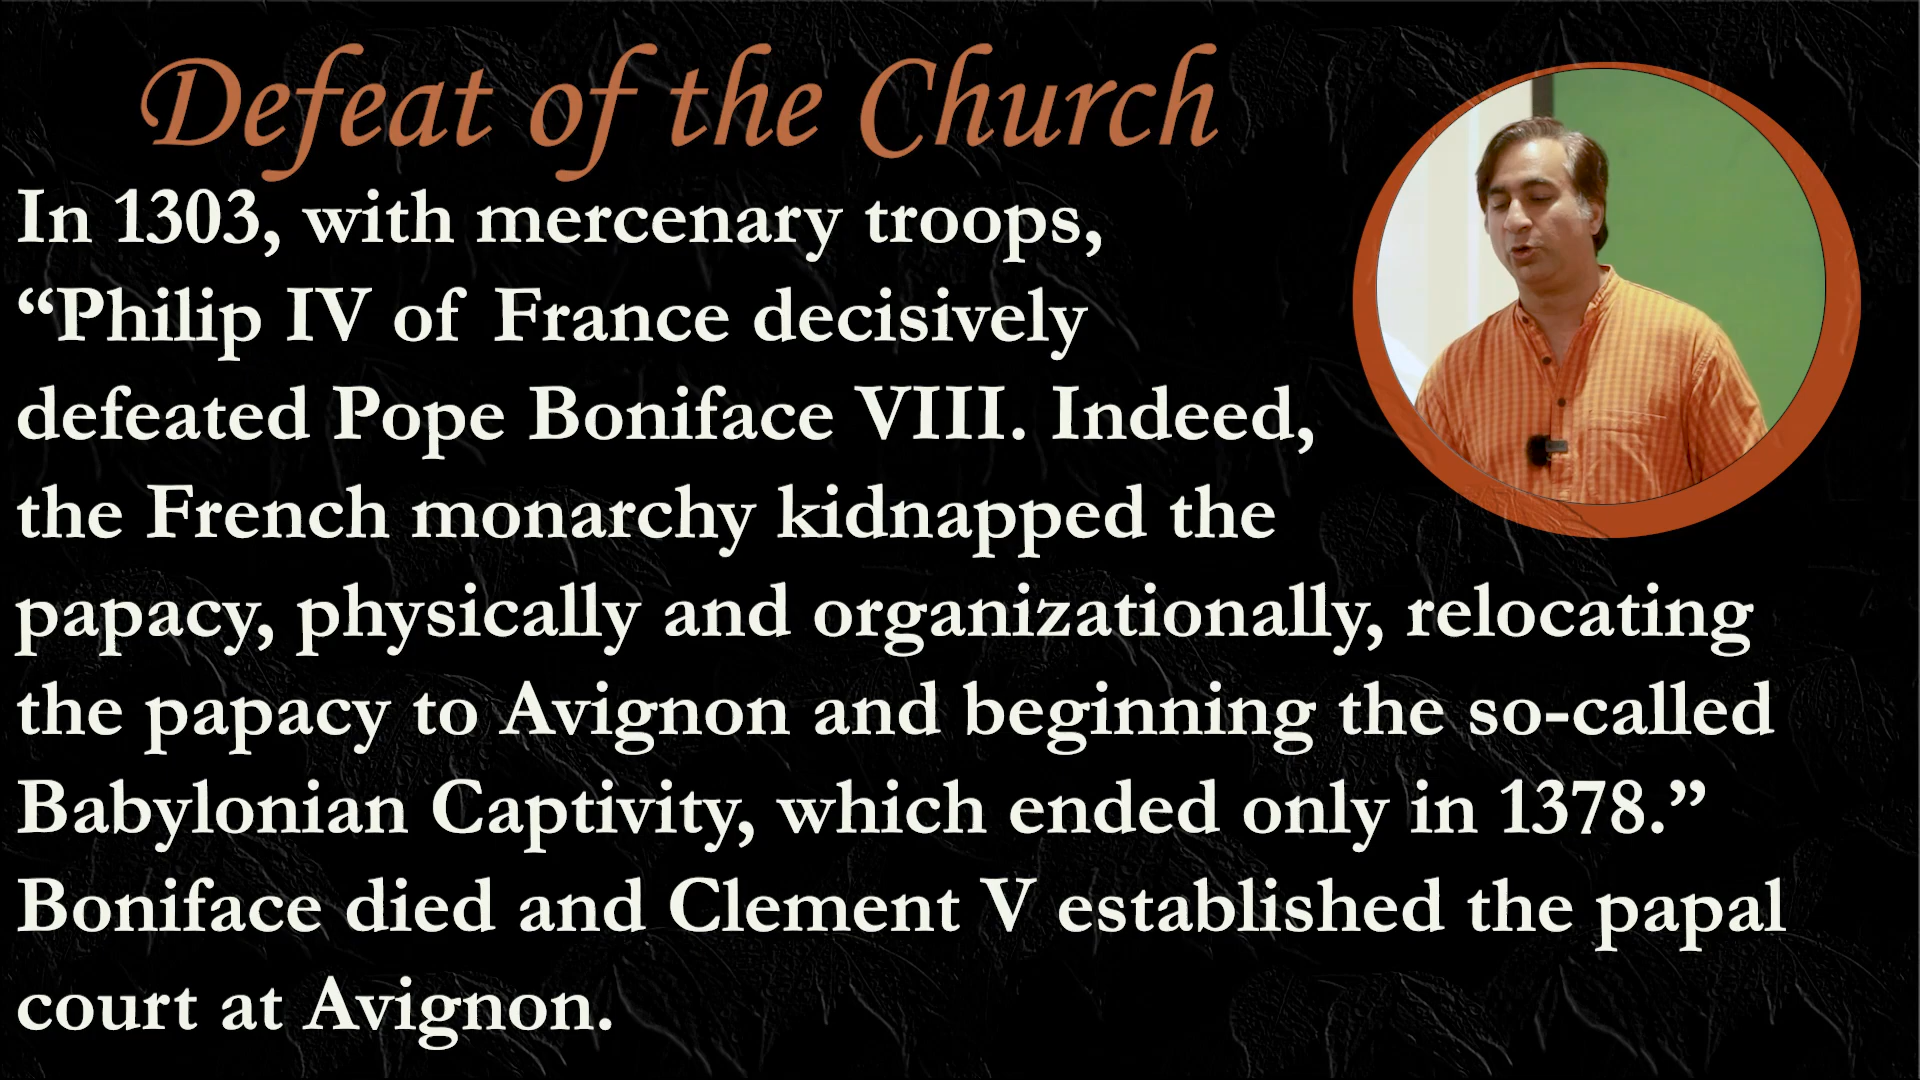 Defeat of the Church
In 1303, with mercenary troops,
“Philip IV of France decisively
defeated Pope Boniface VIII. Indeed,
the French monarchy kidnapped the
papacy, physically and organizationally, relocating
the papacy to Avignon and beginning the so-called
Babylonian Captivity, which ended only in 1378.”
Boniface died and Clement V established the papal
court at Avignon.